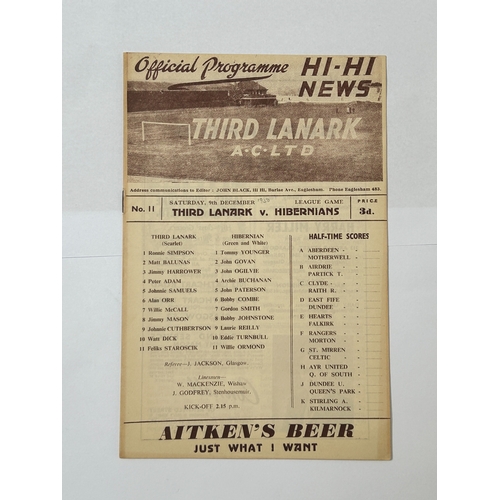 Official Programme
HI-HI
NEWS
THIRD LANARK
A·C·LTD
Address communications to Editor : JOHN BLACK, Hi Hi, Barlae Ave., Eaglesham. Phone Eaglesham 483.
No. 11
SATURDAY, 9th DECEMBER
LEAGUE GAME
THIRD LANARK v. HIBERNIANS
PRICE
3d.
THIRD LANARK
(Scarlet)
1 Ronnie SIMPSON
2 Matt BALUNAS
3 Jimmy HARROWER
4 Peter ADAM
5 Johnnie SAMUELS
6 Alan ORR
7 Willie McCALL
8 Jimmy MASON
9 Johnnie CUTHBERTSON
10 Watt DICK
11 Feliks STAROSCIK
HIBERNIAN
(Green and White)
1 Tommy YOUNGER
2 John GOVAN
3 John OGILVIE
4 Archie BUCHANAN
5 John PATERSON
6 Bobby COMBE
7 Gordon SMITH
8 Bobby JOHNSTONE
9 Laurie REILLY
10 Eddie TURNBULL
11 Willie ORMOND
Referee—J. JACKSON, Glasgow.
Linesmen—
W. MACKENZIE, Wishaw
J. GODFREY, Stenhousemuir.
KICK-OFF 2.15 p.m.
HALF-TIME SCORES
A ABERDEEN - -
MOTHERWELL -
B AIRDRIE - -
PARTICK T. -
C CLYDE - -
RAITH R. -
D EAST FIFE -
DUNDEE -
E HEARTS -
FALKIRK -
F RANGERS -
MORTON -
G ST. MIRREN -
CELTIC -
H AYR UNITED -
Q. OF SOUTH -
J DUNDEE U. -
QUEEN'S PARK -
K STIRLING A. -
KILMARNOCK -
AITKEN'S BEER
JUST WHAT I WANT